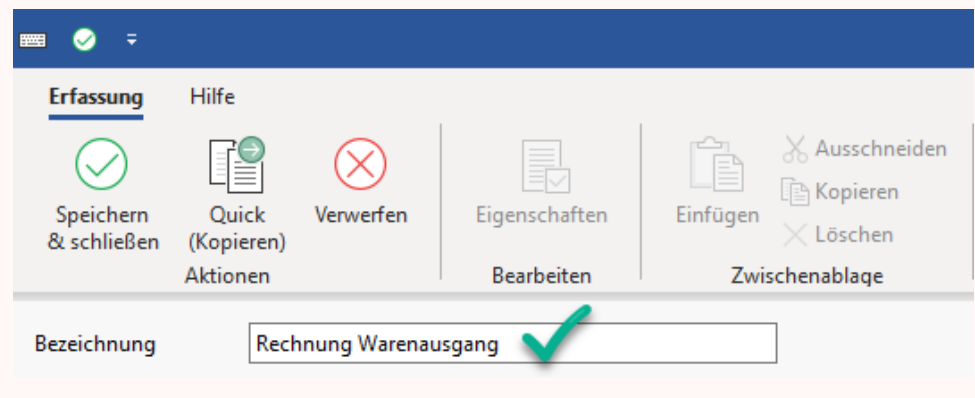 Erfassung Hilfe
Speichern
& schließen
Quick
(Kopieren)
Verwerfen
Aktionen
Eigenschaften
Bearbeiten
Einfügen
Ausschneiden
Kopieren
Löschen
Zwischenablage
Bezeichnung Rechnung Warenausgang